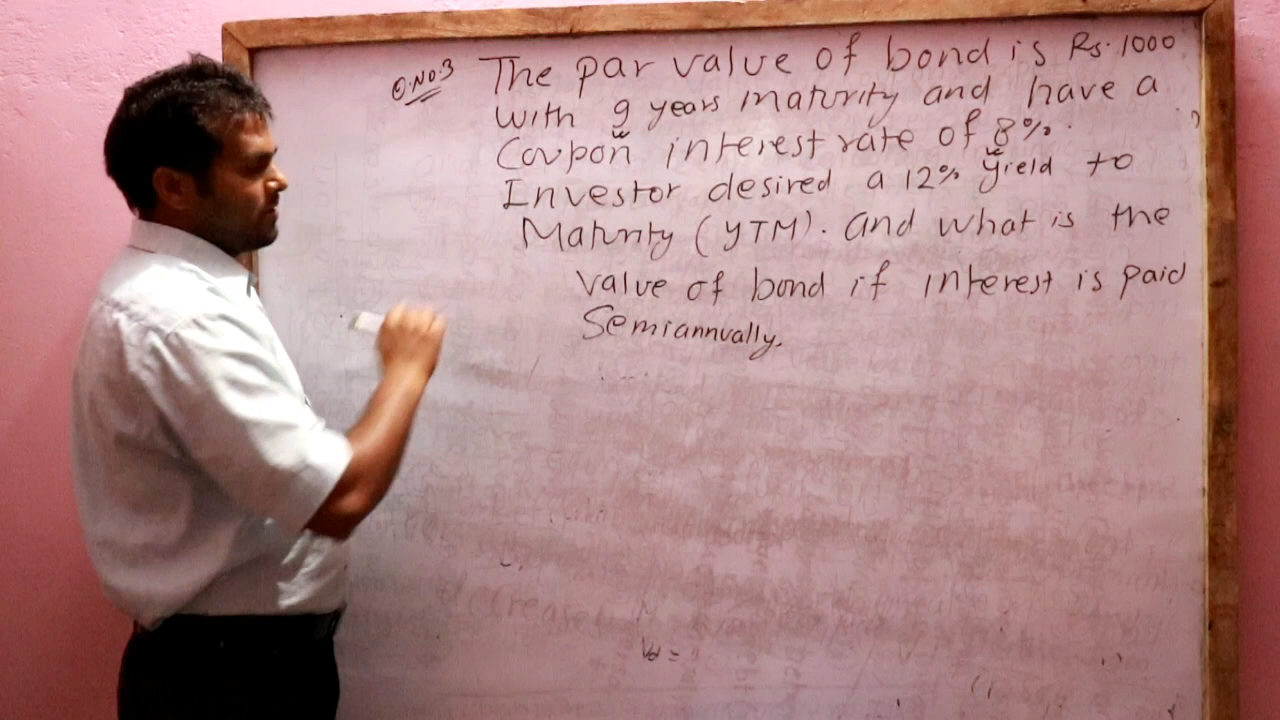 Q.NO.3 The par value of bond is Rs. 1000
with 9 years maturity and have a
Coupon interest rate of 8%.
Investor desired a 12% Yield to
Maturity (YTM). and what is the
value of bond if interest is paid
Semiannually.
decreases
Vd =